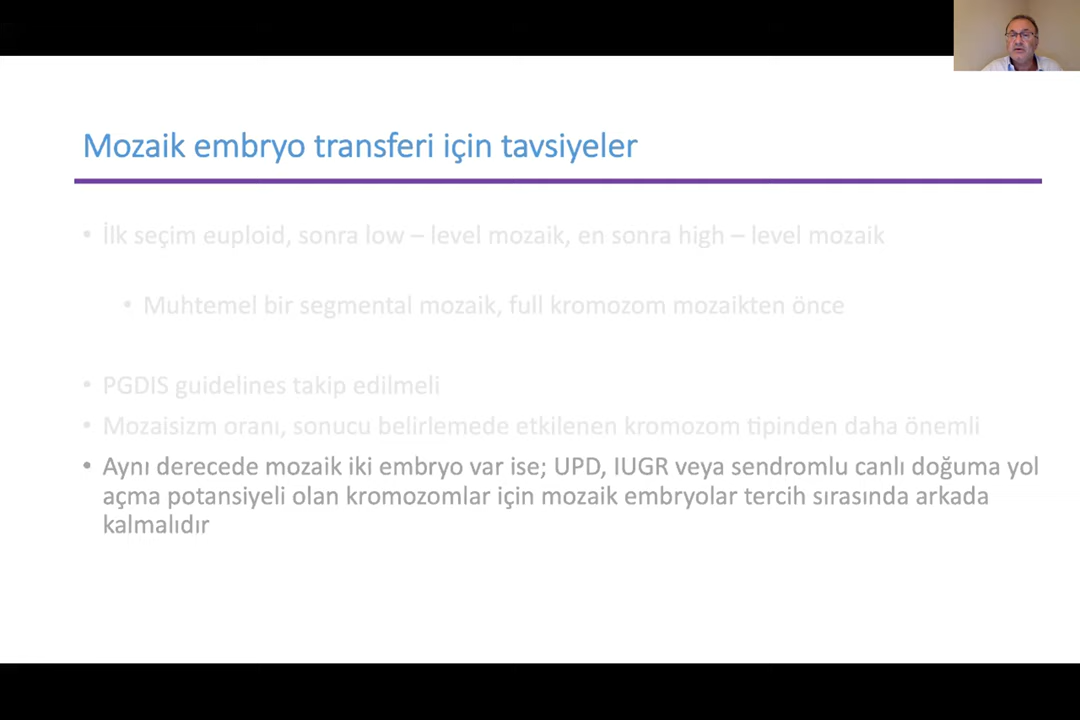 Mozaik embryo transferi için tavsiyeler
• İlk seçim euploid, sonra low – level mozaik, en sonra high – level mozaik
• Muhtemel bir segmental mozaik, full kromozom mozaikten önce
• PGDIS guidelines takip edilmeli
• Mozaisizm oranı, sonucu belirlemede etkilenen kromozom tipinden daha önemli
• Aynı derecede mozaik iki embryo var ise; UPD, IUGR veya sendromlu canlı doğuma yol
açma potansiyeli olan kromozomlar için mozaik embryolar tercih sırasında arkada
kalmalıdır